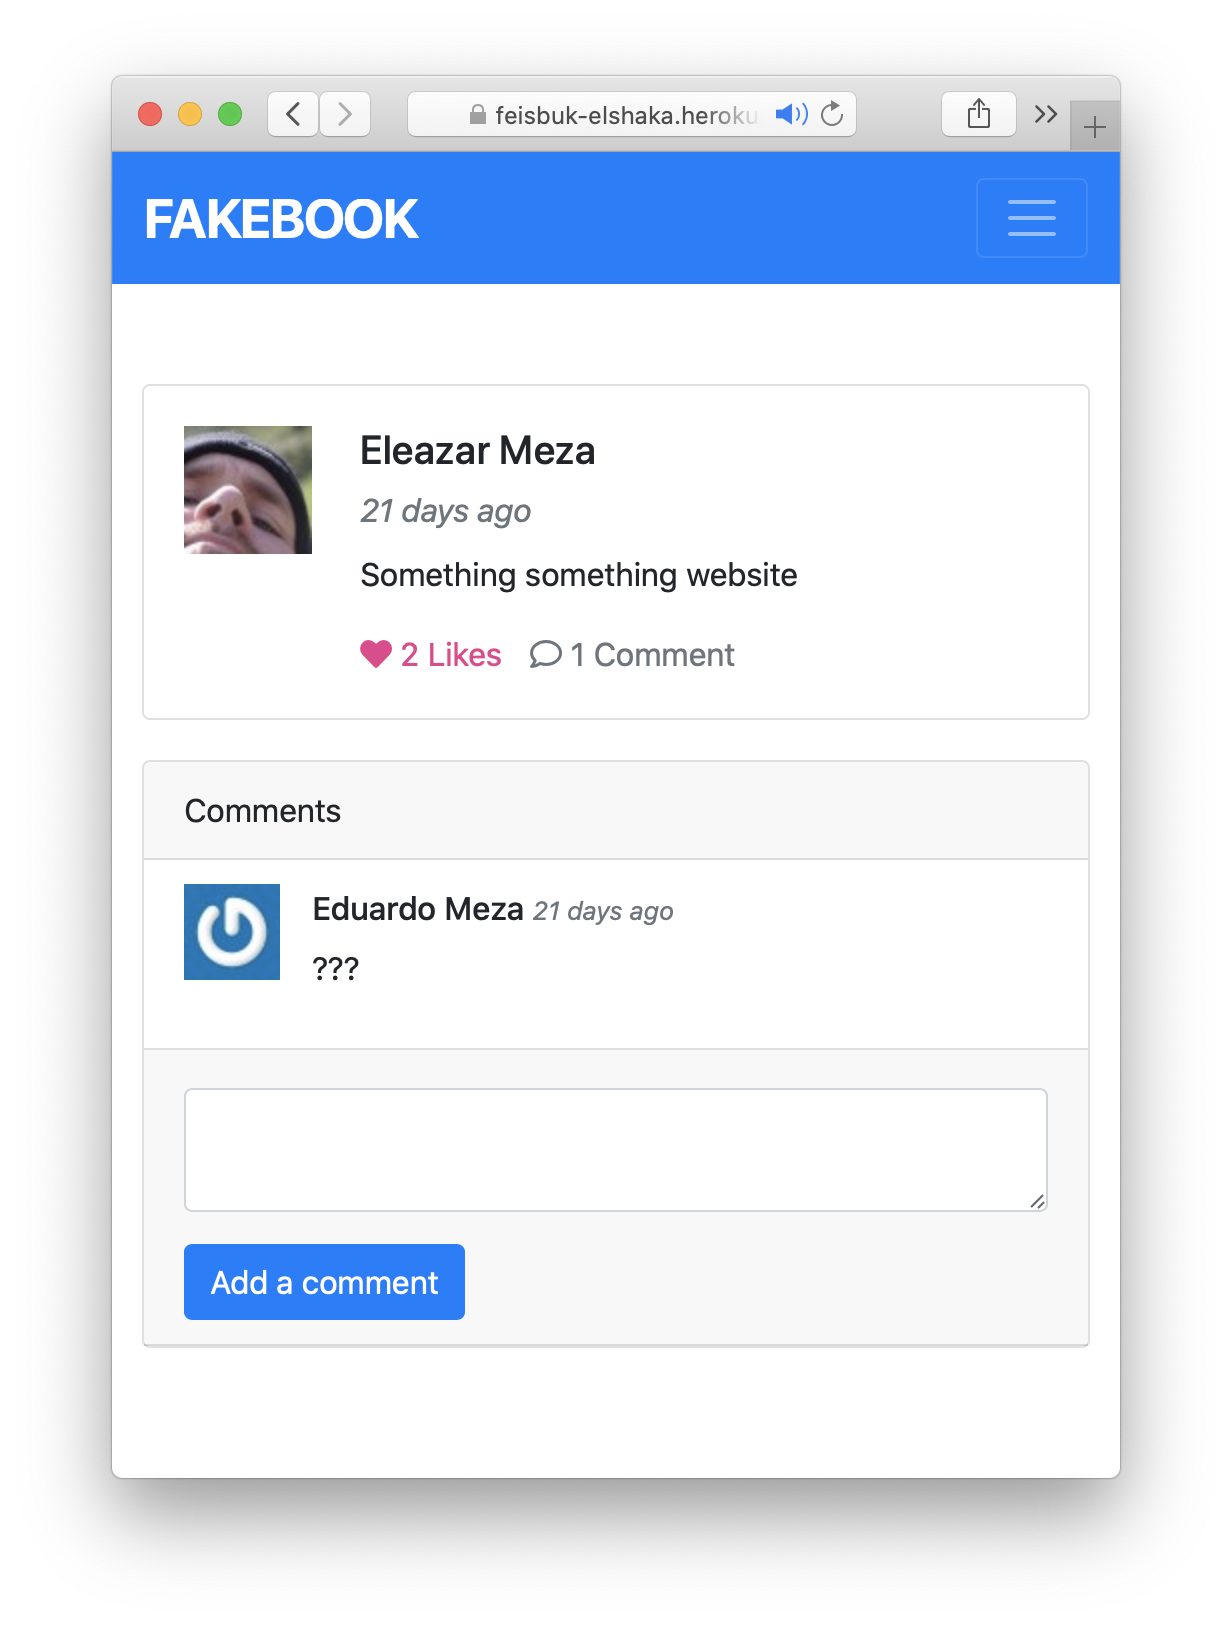 feisbuk-elshaka.heroku
FAKEBOOK
Eleazar Meza
21 days ago
Something something website
2 Likes 1 Comment
Comments
Eduardo Meza 21 days ago
???
Add a comment